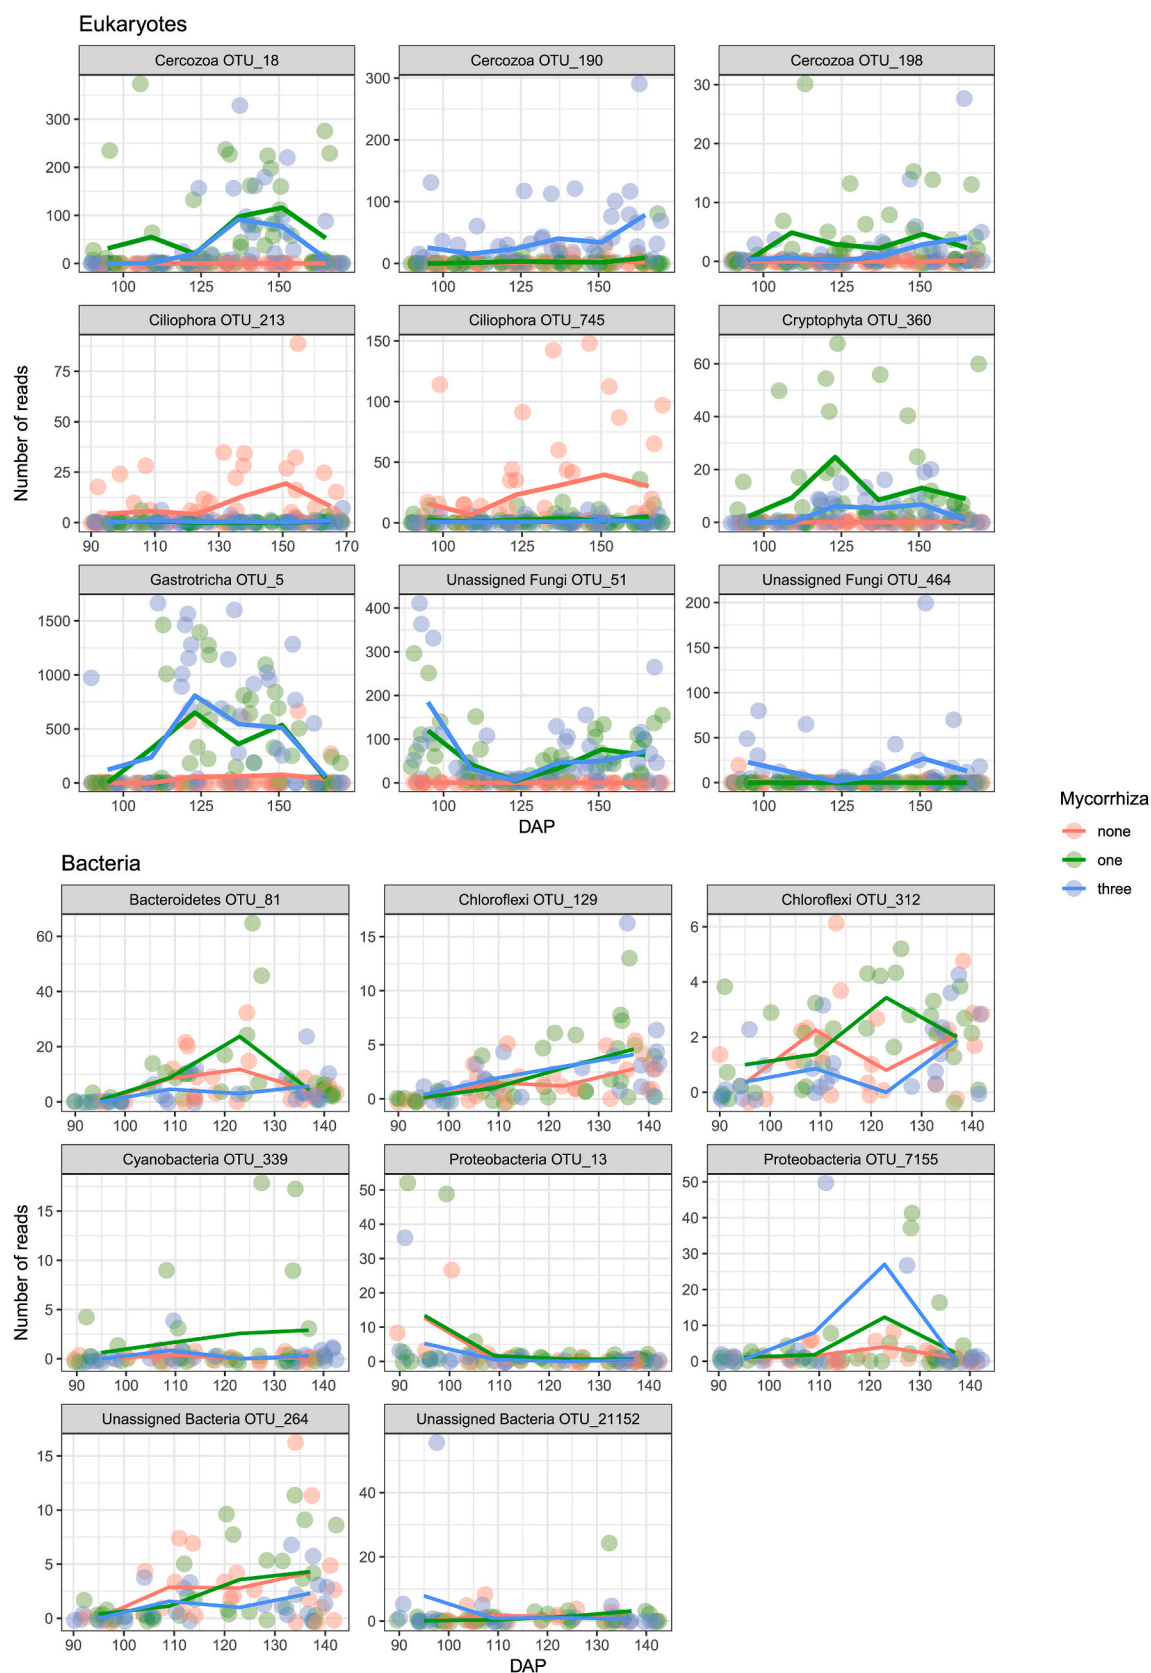 Eukaryotes
Cercozoa OTU_18 Cercozoa OTU_190 Cercozoa OTU_198
300 200 100 0
300 200 100 0
30 20 10 0
100 125 150 100 125 150 100 125 150
Ciliophora OTU_213 Ciliophora OTU_745 Cryptophyta OTU_360
75 50 25 0
150 100 50 0
60 40 20 0
90 110 130 150 170 100 125 150 100 125 150
Number of reads
Gastrotricha OTU_5 Unassigned Fungi OTU_51 Unassigned Fungi OTU_464
1500 1000 500 0
400 300 200 100 0
200 150 100 50 0
100 125 150 100 125 150 100 125 150
DAP
Mycorrhiza
none
one
three
Bacteria
Bacteroidetes OTU_81 Chloroflexi OTU_129 Chloroflexi OTU_312
60 40 20 0
15 10 5 0
6 4 2 0
90 100 110 120 130 140 90 100 110 120 130 140 90 100 110 120 130 140
Cyanobacteria OTU_339 Proteobacteria OTU_13 Proteobacteria OTU_7155
15 10 5 0
50 40 30 20 10 0
50 40 30 20 10 0
90 100 110 120 130 140 90 100 110 120 130 140 90 100 110 120 130 140
Number of reads
Unassigned Bacteria OTU_264 Unassigned Bacteria OTU_21152
15 10 5 0
40 20 0
90 100 110 120 130 140 90 100 110 120 130 140
DAP